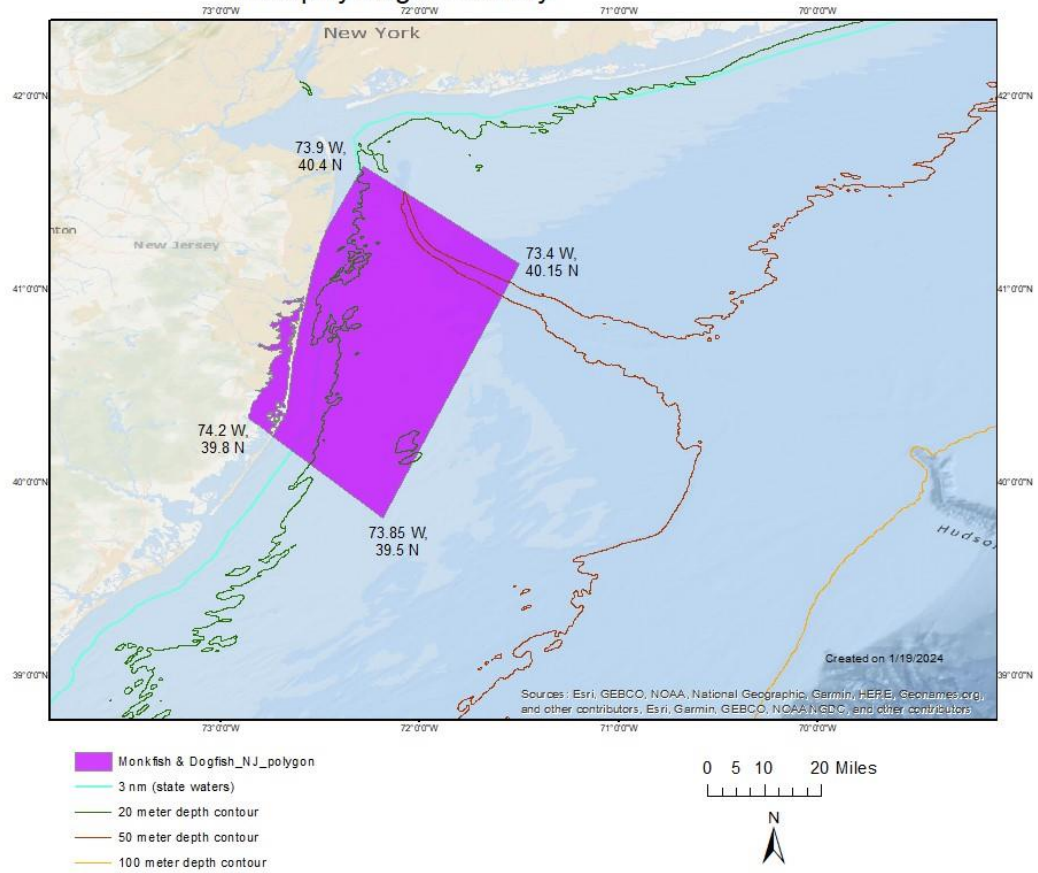 73°0'0"W 72°0'0"W 71°0'0"W 70°0'0"W
New York
42°0'0"N 42°0'0"N
73.9 W,
40.4 N
New Jersey
73.4 W,
40.15 N
41°0'0"N 41°0'0"N
74.2 W,
39.8 N
40°0'0"N 40°0'0"N
73.85 W,
39.5 N
Created on 1/19/2024
39°0'0"N 39°0'0"N
Sources: Esri, GEBCO, NOAA, National Geographic, Garmin, HERE, Geonames.org,
and other contributors, Esri, Garmin, GEBCO, NOAA NGDC, and other contributors
73°0'0"W 72°0'0"W 71°0'0"W 70°0'0"W
Monkfish & Dogfish_NJ_polygon
3 nm (state waters)
20 meter depth contour
50 meter depth contour
100 meter depth contour
0 5 10 20 Miles
N